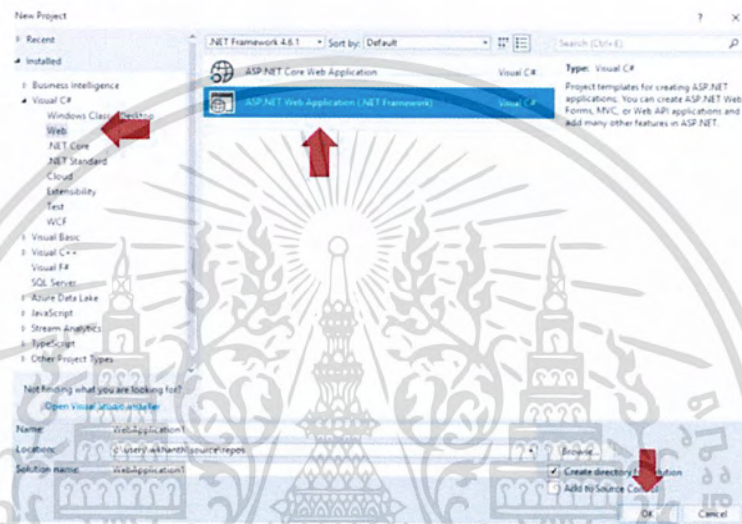 New Project
? ×
Recent
.NET Framework 4.6.1 Sort by: Default
Search (Ctrl+E)
Installed
ASP.NET Core Web Application Visual C#
Type: Visual C#
Business Intelligence
Project templates for creating ASP.NET
Visual C#
ASP.NET Web Application (.NET Framework) Visual C#
applications. You can create ASP.NET Web
Windows Classic Desktop
Forms, MVC, or Web API applications and
Web
add many other features in ASP.NET.
.NET Core
.NET Standard
Cloud
Extensibility
Test
WCF
Visual Basic
Visual C++
Visual F#
SQL Server
Azure Data Lake
JavaScript
Stream Analytics
TypeScript
Other Project Types
Not finding what you are looking for?
Open Visual Studio Installer
Name: WebApplication1
Location: source\repos
Browse...
Solution name: WebApplication1
Create directory for solution
Add to Source Control
OK Cancel